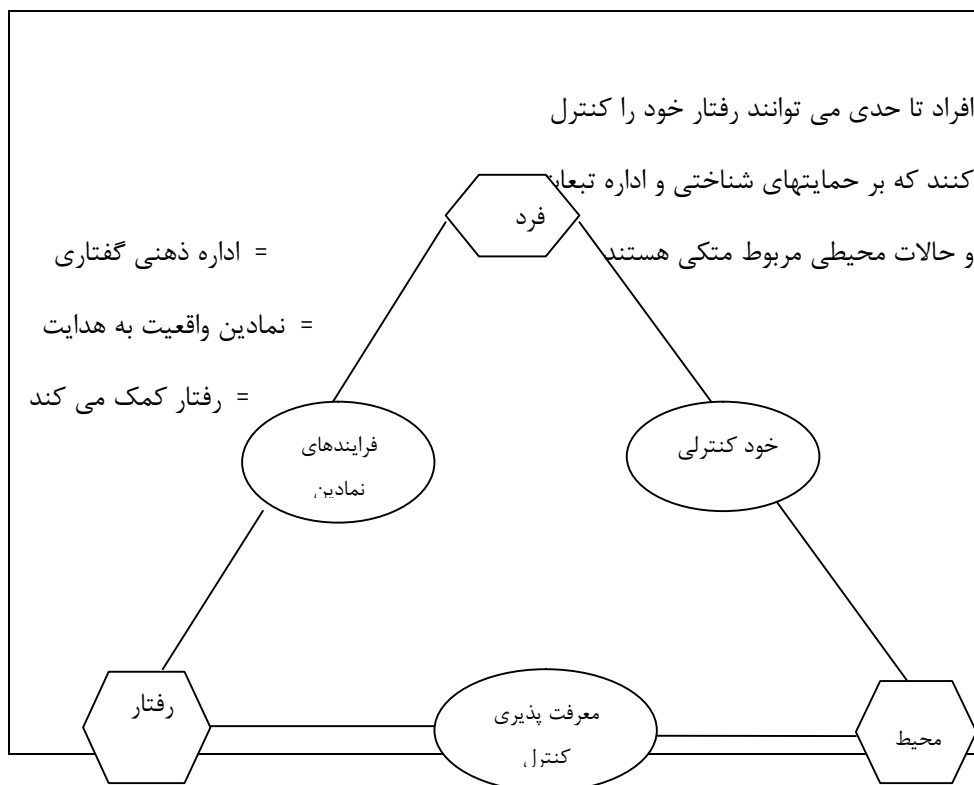 افراد تا حدی می توانند رفتار خود را کنترل
کنند که بر حمایتهای شناختی و اداره تبعات
و حالات محیطی مربوط متکی هستند
فرد
= اداره ذهنی گفتاری
= نمادین واقعیت به هدایت
= رفتار کمک می کند
خود کنترلی
فرایندهای
نمادین
رفتار
معرفت پذیری
کنترل
محیط